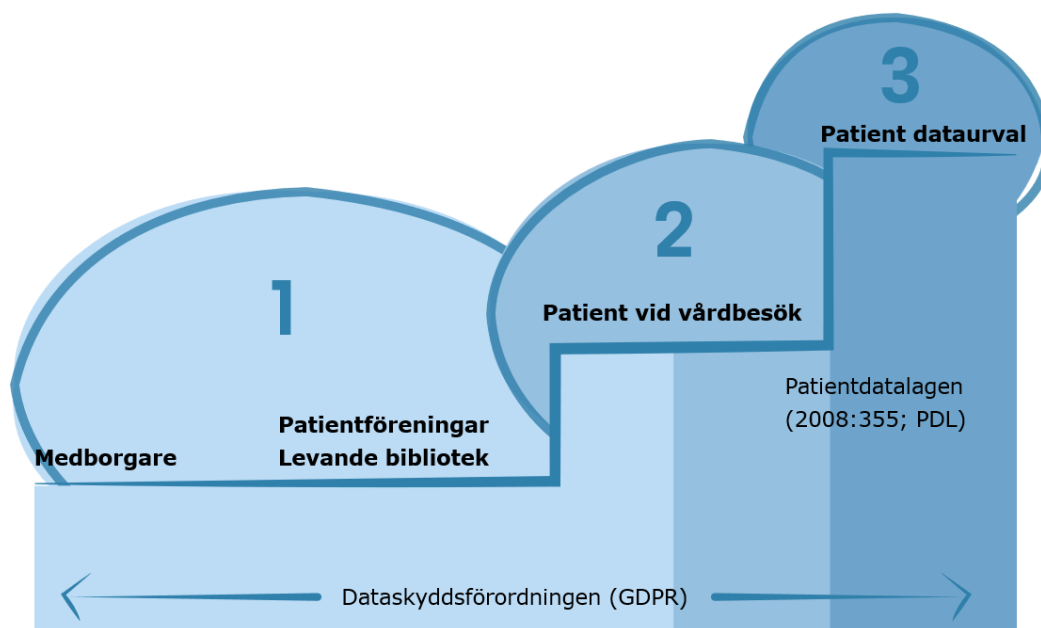 3
Patient dataurval
2
Patient vid vårdbesök
1
Patientföreningar
Levande bibliotek
Medborgare
Patientdatalagen
(2008:355; PDL)
Dataskyddsförordningen (GDPR)